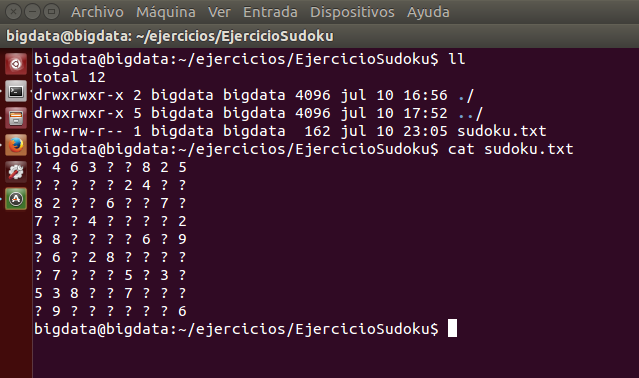 Archivo Máquina Ver Entrada Dispositivos Ayuda
bigdata@bigdata: ~/ejercicios/EjercicioSudoku
bigdata@bigdata:~/ejercicios/EjercicioSudoku$ ll
total 12
drwxrwxr-x 2 bigdata bigdata 4096 jul 10 16:56 ./
drwxrwxr-x 5 bigdata bigdata 4096 jul 10 17:52 ../
-rw-rw-r-- 1 bigdata bigdata  162 jul 10 23:05 sudoku.txt
bigdata@bigdata:~/ejercicios/EjercicioSudoku$ cat sudoku.txt
? 4 6 3 ? ? 8 2 5
? ? ? ? ? 2 4 ? ?
8 2 ? ? 6 ? ? 7 ?
7 ? ? 4 ? ? ? ? 2
3 8 ? ? ? ? 6 ? 9
? 6 ? 2 8 ? ? ? ?
? 7 ? ? ? 5 ? 3 ?
5 3 8 ? ? 7 ? ? ?
? 9 ? ? ? ? ? ? 6
bigdata@bigdata:~/ejercicios/EjercicioSudoku$